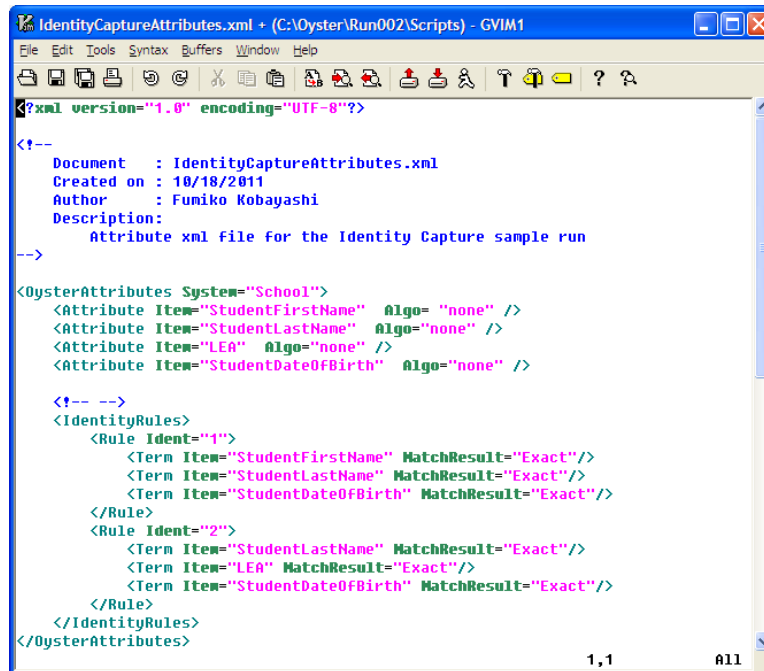 IdentityCaptureAttributes.xml + (C:\Oyster\Run002\Scripts) - GVIM1
File Edit Tools Syntax Buffers Window Help
<?xml version="1.0" encoding="UTF-8"?>
<!--
    Document   : IdentityCaptureAttributes.xml
    Created on : 10/18/2011
    Author     : Fumiko Kobayashi
    Description:
        Attribute xml file for the Identity Capture sample run
-->
<OysterAttributes System="School">
    <Attribute Item="StudentFirstName"  Algo= "none" />
    <Attribute Item="StudentLastName"  Algo="none" />
    <Attribute Item="LEA"  Algo="none" />
    <Attribute Item="StudentDateOfBirth"  Algo="none" />
    <!-- -->
    <IdentityRules>
        <Rule Ident="1">
            <Term Item="StudentFirstName" MatchResult="Exact"/>
            <Term Item="StudentLastName" MatchResult="Exact"/>
            <Term Item="StudentDateOfBirth" MatchResult="Exact"/>
        </Rule>
        <Rule Ident="2">
            <Term Item="StudentLastName" MatchResult="Exact"/>
            <Term Item="LEA" MatchResult="Exact"/>
            <Term Item="StudentDateOfBirth" MatchResult="Exact"/>
        </Rule>
    </IdentityRules>
</OysterAttributes>
1,1 All